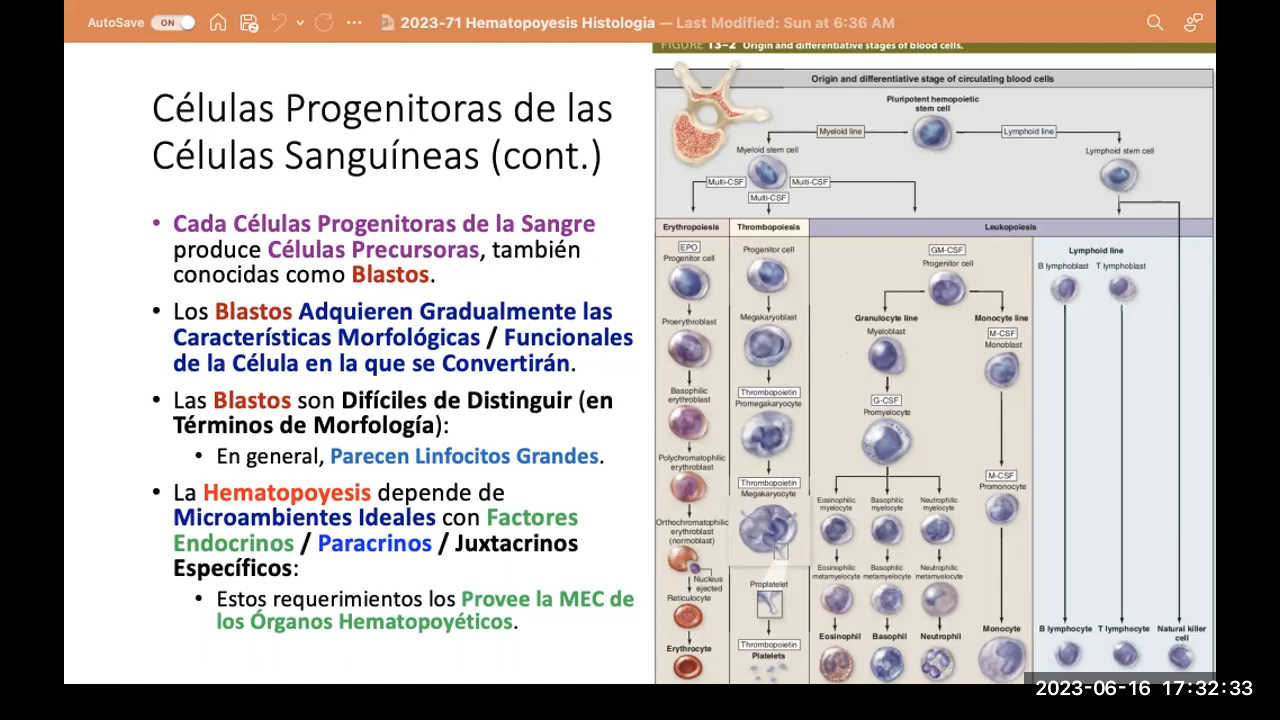 AutoSave ON
2023-71 Hematopoyesis Histologia — Last Modified: Sun at 6:36 AM
Células Progenitoras de las
Células Sanguíneas (cont.)
• Cada Células Progenitoras de la Sangre
produce Células Precursoras, también
conocidas como Blastos.
• Los Blastos Adquieren Gradualmente las
Características Morfológicas / Funcionales
de la Célula en la que se Convertirán.
• Las Blastos son Difíciles de Distinguir (en
Términos de Morfología):
• En general, Parecen Linfocitos Grandes.
• La Hematopoyesis depende de
Microambientes Ideales con Factores
Endocrinos / Paracrinos / Juxtacrinos
Específicos:
• Estos requerimientos los Provee la MEC de
los Órganos Hematopoyéticos.
FIGURE 13–2 Origin and differentiative stages of blood cells.
Origin and differentiative stage of circulating blood cells
Pluripotent hemopoietic
stem cell
Myeloid line
Lymphoid line
Myeloid stem cell
Lymphoid stem cell
Multi-CSF
Multi-CSF
Multi-CSF
Erythropoiesis
Thrombopoiesis
Leukopoiesis
EPO
Progenitor cell
Proerythroblast
Basophilic
erythroblast
Polychromatophilic
erythroblast
Orthochromatophilic
erythroblast
(normoblast)
Nucleus
ejected
Reticulocyte
Erythrocyte
Progenitor cell
Megakaryoblast
Thrombopoietin
Promegakaryocyte
Thrombopoietin
Megakaryocyte
Proplatelet
Thrombopoietin
Platelets
GM-CSF
Progenitor cell
Granulocyte line
Myeloblast
G-CSF
Promyelocyte
Eosinophilic
myelocyte
Basophilic
myelocyte
Neutrophilic
myelocyte
Eosinophilic
metamyelocyte
Basophilic
metamyelocyte
Neutrophilic
metamyelocyte
Eosinophil
Basophil
Neutrophil
Monocyte line
M-CSF
Monoblast
M-CSF
Promonocyte
Monocyte
Lymphoid line
B lymphoblast
T lymphoblast
B lymphocyte
T lymphocyte
Natural killer
cell
2023-06-16 17:32:33